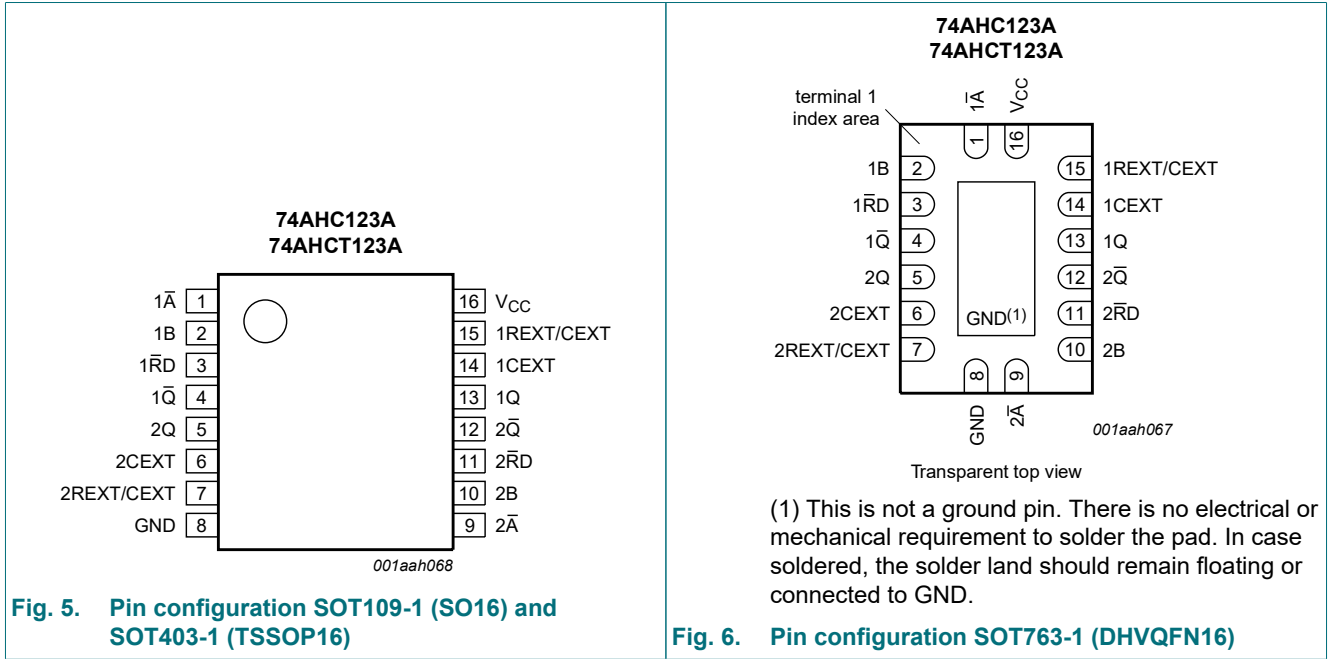 74AHC123A
74AHCT123A
1A̅ 1
1B 2
1R̅D 3
1Q̅ 4
2Q 5
2CEXT 6
2REXT/CEXT 7
GND 8
16 VCC
15 1REXT/CEXT
14 1CEXT
13 1Q
12 2Q̅
11 2R̅D
10 2B
9 2A̅
001aah068
Fig. 5. Pin configuration SOT109-1 (SO16) and
SOT403-1 (TSSOP16)
74AHC123A
74AHCT123A
terminal 1
index area
1A̅ 1
VCC 16
1B 2
1R̅D 3
1Q̅ 4
2Q 5
2CEXT 6
2REXT/CEXT 7
15 1REXT/CEXT
14 1CEXT
13 1Q
12 2Q̅
11 2R̅D
10 2B
GND(1)
8 GND
9 2A̅
001aah067
Transparent top view
(1) This is not a ground pin. There is no electrical or
mechanical requirement to solder the pad. In case
soldered, the solder land should remain floating or
connected to GND.
Fig. 6. Pin configuration SOT763-1 (DHVQFN16)